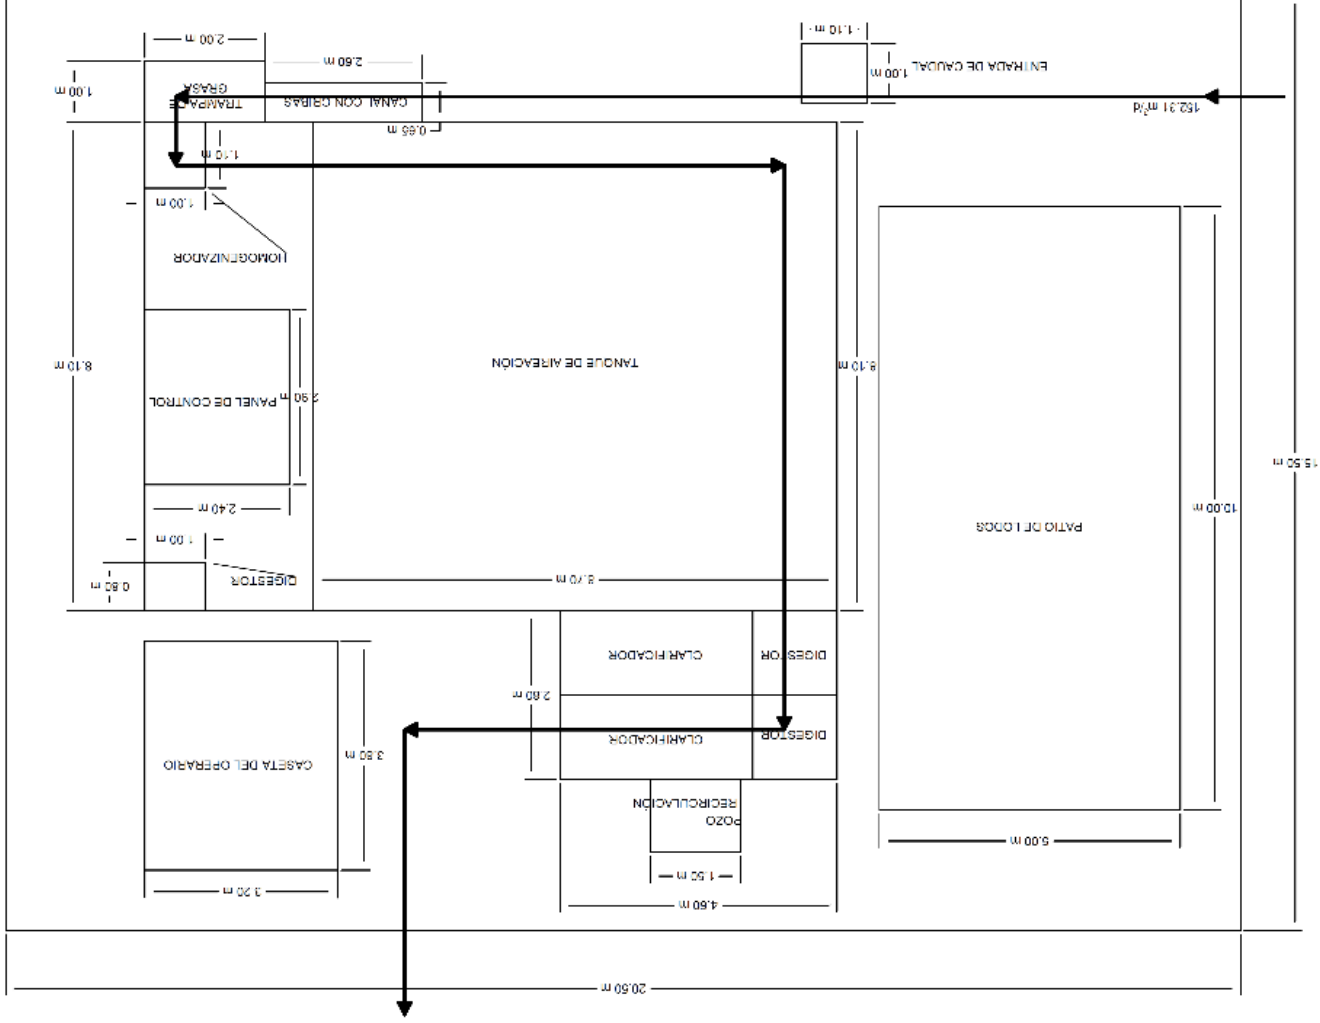 20.50 m
4.60 m
3.20 m
1.50 m
5.00 m
POZO
RECIRCULACIÓN
CASETA DEL OPERARIO
3.80 m
DIGESTOR
CLARIFICADOR
2.80 m
DIGESTOR
CLARIFICADOR
0.80 m
DIGESTOR
8.70 m
1.00 m
PATIO DE LODOS
10.00 m
2.40 m
15.50 m
PANEL DE CONTROL
2.90 m
8.10 m
TANQUE DE AIREACIÓN
8.10 m
HOMOGENIZADOR
1.00 m
1.10 m
0.65 m
152.31 m³/d
CANAL CON CRIBAS
TRAMPA DE
GRASA
1.00 m
1.00 m
ENTRADA DE CAUDAL
2.60 m
2.00 m
1.10 m